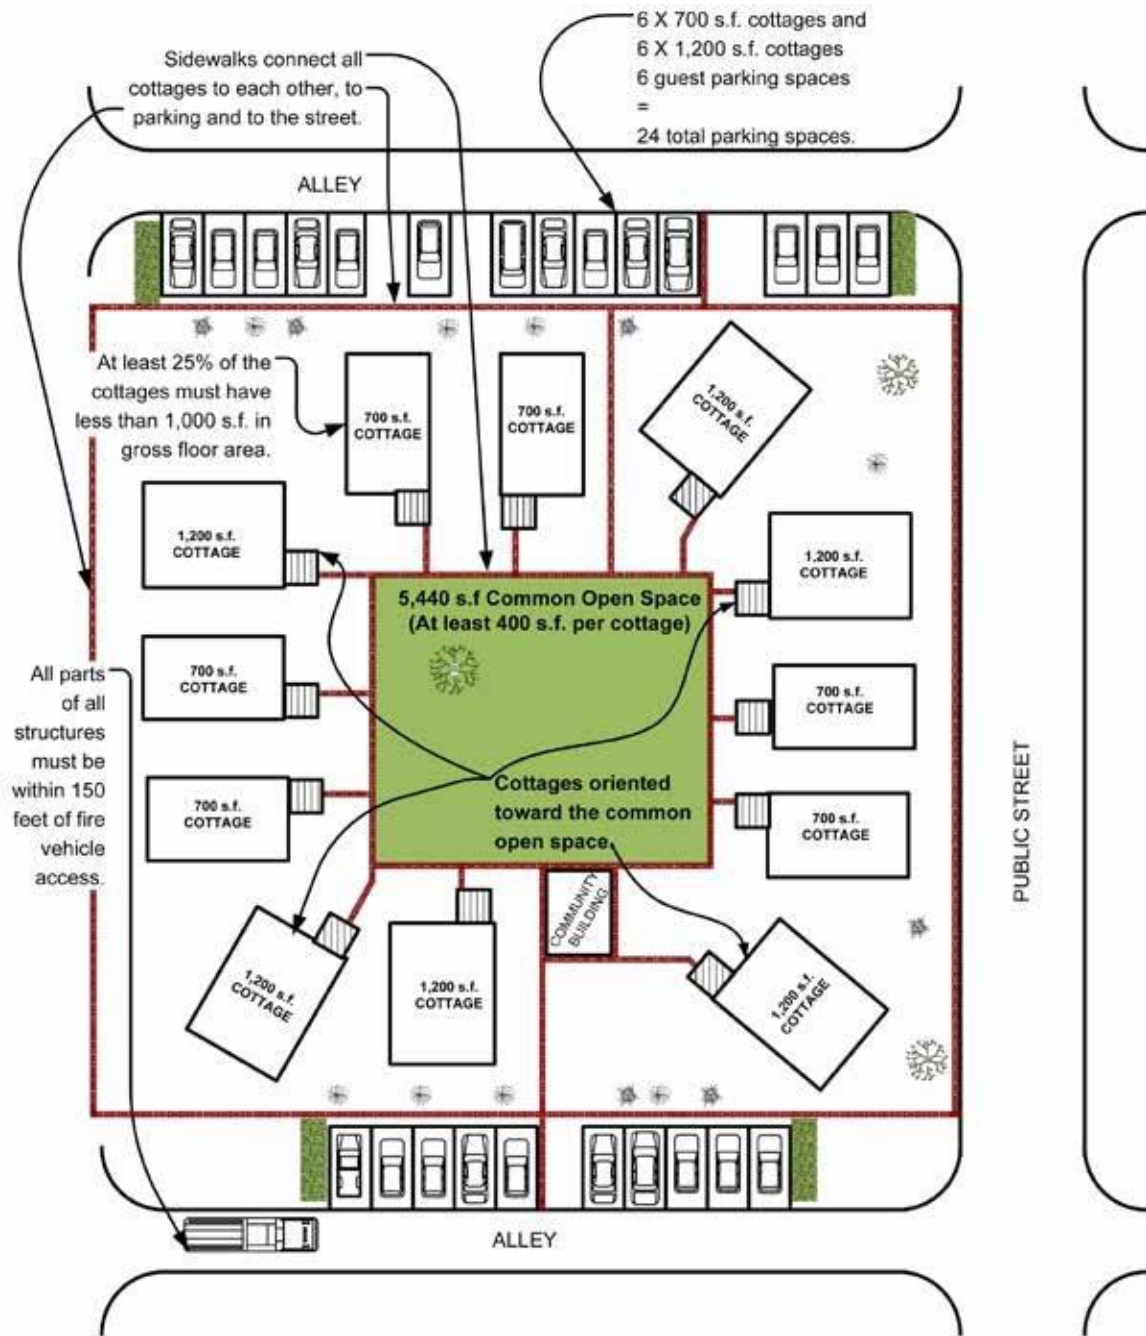 6 X 700 s.f. cottages and
6 X 1,200 s.f. cottages
6 guest parking spaces
=
24 total parking spaces.
Sidewalks connect all
cottages to each other, to
parking and to the street.
ALLEY
At least 25% of the
cottages must have
less than 1,000 s.f. in
gross floor area.
700 s.f.
COTTAGE
700 s.f.
COTTAGE
1,200 s.f.
COTTAGE
1,200 s.f.
COTTAGE
1,200 s.f.
COTTAGE
5,440 s.f Common Open Space
(At least 400 s.f. per cottage)
700 s.f.
COTTAGE
700 s.f.
COTTAGE
All parts
of all
structures
must be
within 150
feet of fire
vehicle
access.
700 s.f.
COTTAGE
Cottages oriented
toward the common
open space.
700 s.f.
COTTAGE
PUBLIC STREET
COMMUNITY
BUILDING
1,200 s.f.
COTTAGE
1,200 s.f.
COTTAGE
1,200 s.f.
COTTAGE
ALLEY